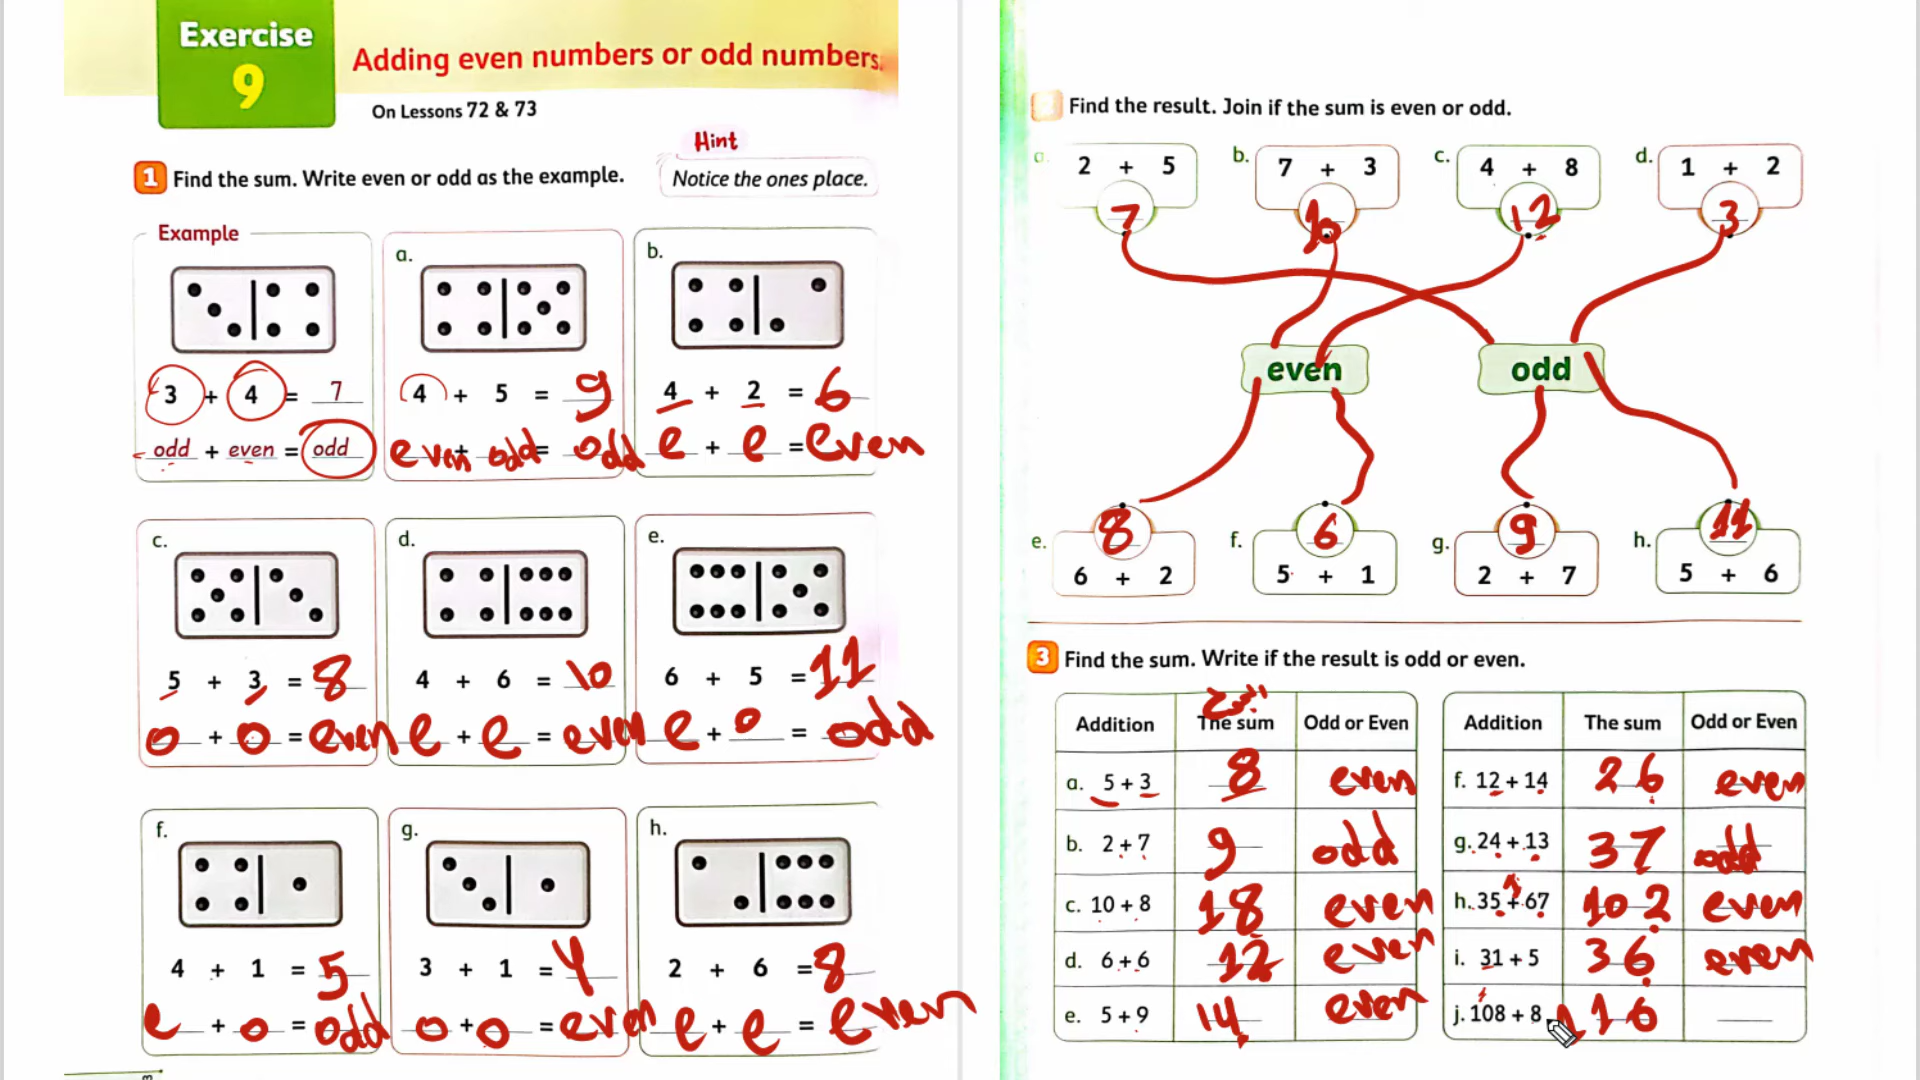 Exercise
9
Adding even numbers or odd numbers
On Lessons 72 & 73
Hint
1 Find the sum. Write even or odd as the example.
Notice the ones place.
Example
3 + 4 = 7
odd + even = odd
a.
4 + 5 = 9
even + odd = odd
b.
4 + 2 = 6
e + e = even
c.
5 + 3 = 8
o + o = even
d.
4 + 6 = 10
e + e = even
e.
6 + 5 = 11
e + o = odd
f.
4 + 1 = 5
e + o = odd
g.
3 + 1 = 4
o + o = even
h.
2 + 6 = 8
e + e = even
Find the result. Join if the sum is even or odd.
a. 2 + 5
7
b. 7 + 3
10
c. 4 + 8
12
d. 1 + 2
3
even odd
8
e. 6 + 2
6
f. 5 + 1
9
g. 2 + 7
11
h. 5 + 6
3 Find the sum. Write if the result is odd or even.
Addition The sum Odd or Even
a. 5 + 3 8 even
b. 2 + 7 9 odd
c. 10 + 8 18 even
d. 6 + 6 12 even
e. 5 + 9 14 even
Addition The sum Odd or Even
f. 12 + 14 26 even
g. 24 + 13 37 odd
h. 35 + 67 102 even
i. 31 + 5 36 even
j. 108 + 8 116